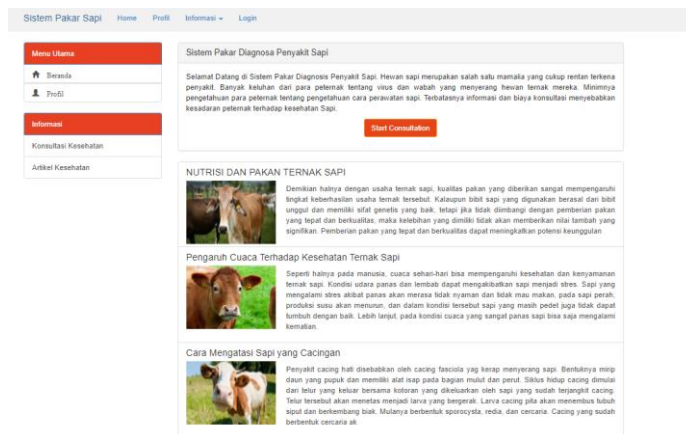 Sistem Pakar Sapi Home Profil Informasi Login
Menu Utama
Beranda
Profil
Informasi
Konsultasi Kesehatan
Artikel Kesehatan
Sistem Pakar Diagnosa Penyakit Sapi
Selamat Datang di Sistem Pakar Diagnosis Penyakit Sapi. Hewan sapi merupakan salah satu mamalia yang cukup rentan terkena
penyakit. Banyak keluhan dari para peternak tentang virus dan wabah yang menyerang hewan ternak mereka. Minimnya
pengetahuan para peternak tentang pengetahuan cara perawatan sapi. Terbatasnya informasi dan biaya konsultasi menyebabkan
kesadaran peternak terhadap kesehatan Sapi.
Start Consultation
NUTRISI DAN PAKAN TERNAK SAPI
Demikian halnya dengan usaha ternak sapi, kualitas pakan yang diberikan sangat mempengaruhi
tingkat keberhasilan usaha ternak tersebut. Kalaupun bibit sapi yang digunakan berasal dari bibit
unggul dan memiliki sifat genetis yang baik, tetapi jika tidak diimbangi dengan pemberian pakan
yang tepat dan berkualitas, maka kelebihan yang dimiliki tidak akan memberikan nilai tambah yang
signifikan. Pemberian pakan yang tepat dan berkualitas dapat meningkatkan potensi keunggulan
Pengaruh Cuaca Terhadap Kesehatan Ternak Sapi
Seperti halnya pada manusia, cuaca sehari-hari bisa mempengaruhi kesehatan dan kenyamanan
ternak sapi. Kondisi udara panas dan lembab dapat mengakibatkan sapi menjadi stres. Sapi yang
mengalami stres akibat panas akan merasa tidak nyaman dan tidak mau makan, pada sapi perah,
produksi susu akan menurun, dan dalam kondisi tersebut sapi yang masih pedet juga tidak dapat
tumbuh dengan baik. Lebih lanjut, pada kondisi cuaca yang sangat panas sapi bisa saja mengalami
kematian.
Cara Mengatasi Sapi yang Cacingan
Penyakit cacing hati disebabkan oleh cacing fasciola yag kerap menyerang sapi. Bentuknya mirip
daun yang pupuk dan memiliki alat isap pada bagian mulut dan perut. Siklus hidup cacing dimulai
dari telur yang keluar bersama kotoran yang dikeluarkan oleh sapi yang sudah terjangkit cacing.
Telur tersebut akan menetas menjadi larva yang bergerak. Larva cacing pita akan menembus tubuh
siput dan berkembang biak. Mulanya berbentuk sporocysta, redia, dan cercaria. Cacing yang sudah
berbentuk cercaria ak